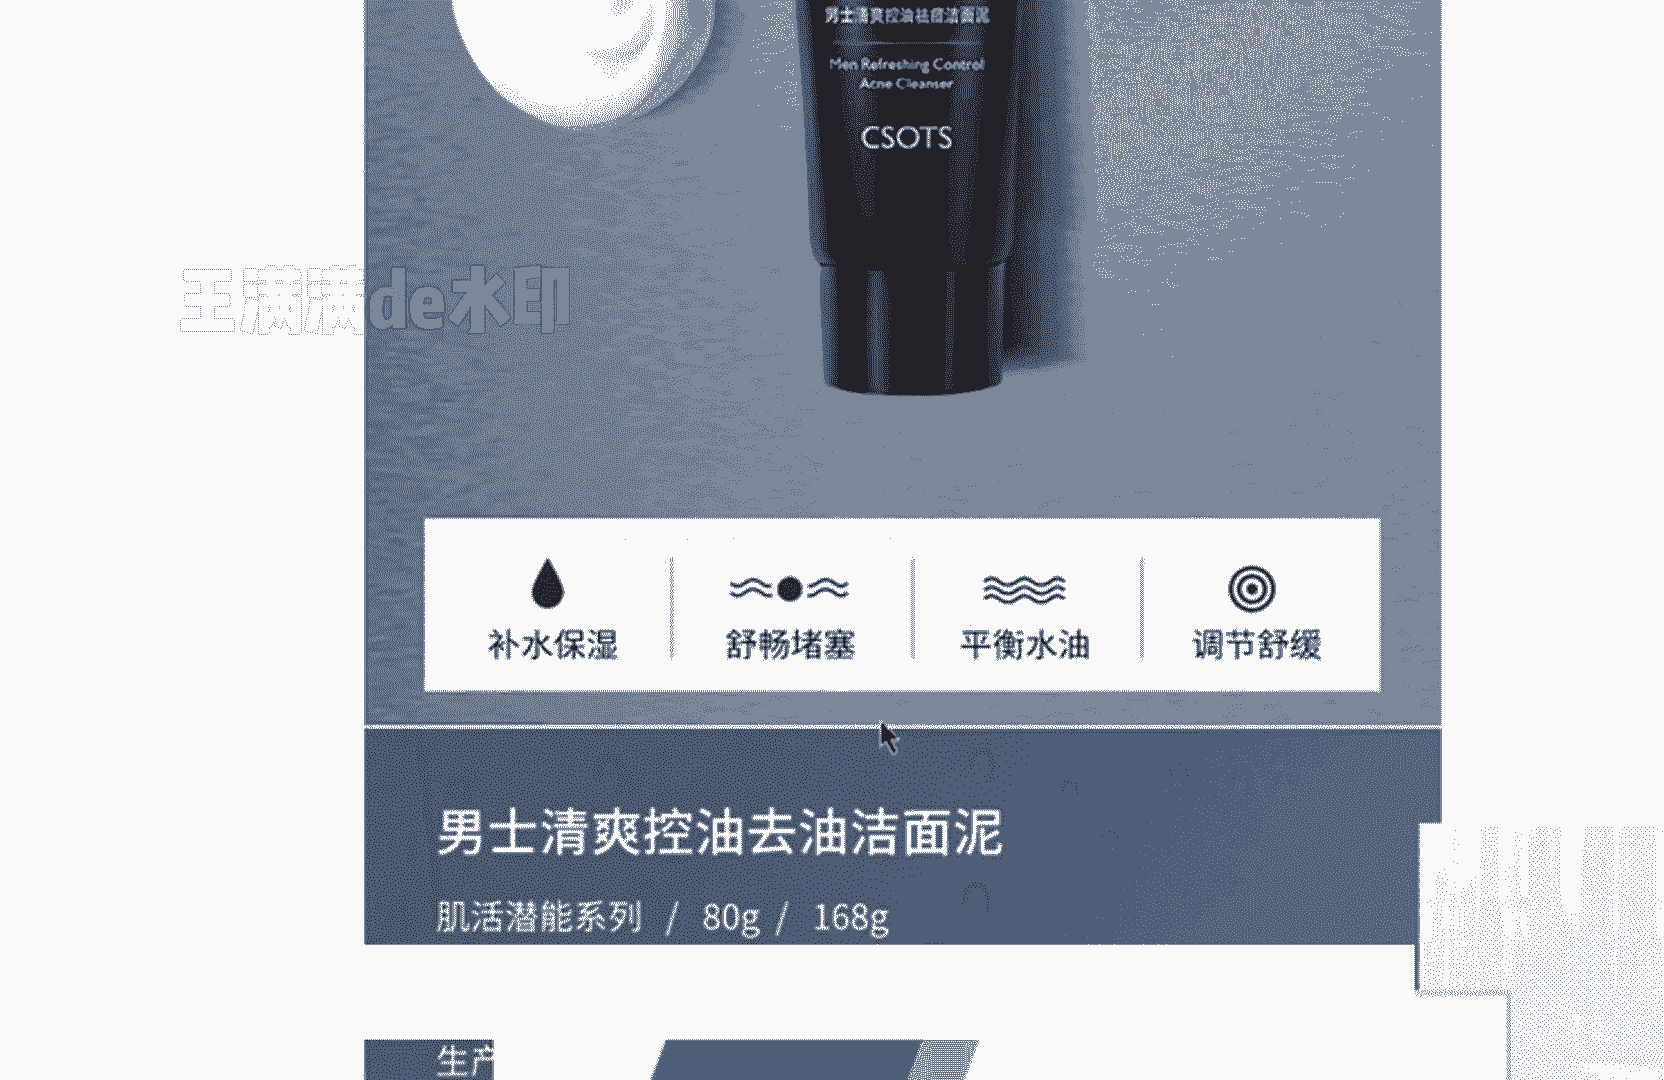 男士清爽控油祛痘洁面泥
Men Refreshing Control
Acne Cleanser
CSOTS
王满满de水印
补水保湿
舒畅堵塞
平衡水油
调节舒缓
男士清爽控油去油洁面泥
肌活潜能系列 / 80g / 168g
生产